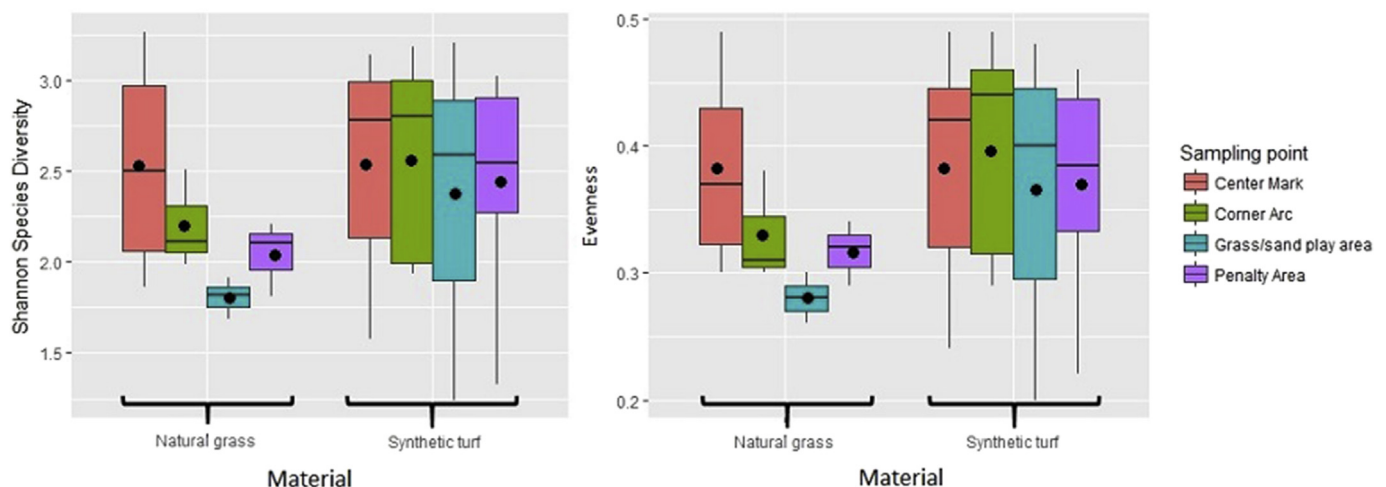 Shannon Species Diversity
3.0
2.5
2.0
1.5
Natural grass
Synthetic turf
Material
Evenness
0.5
0.4
0.3
0.2
Natural grass
Synthetic turf
Material
Sampling point
Center Mark
Corner Arc
Grass/sand play area
Penalty Area